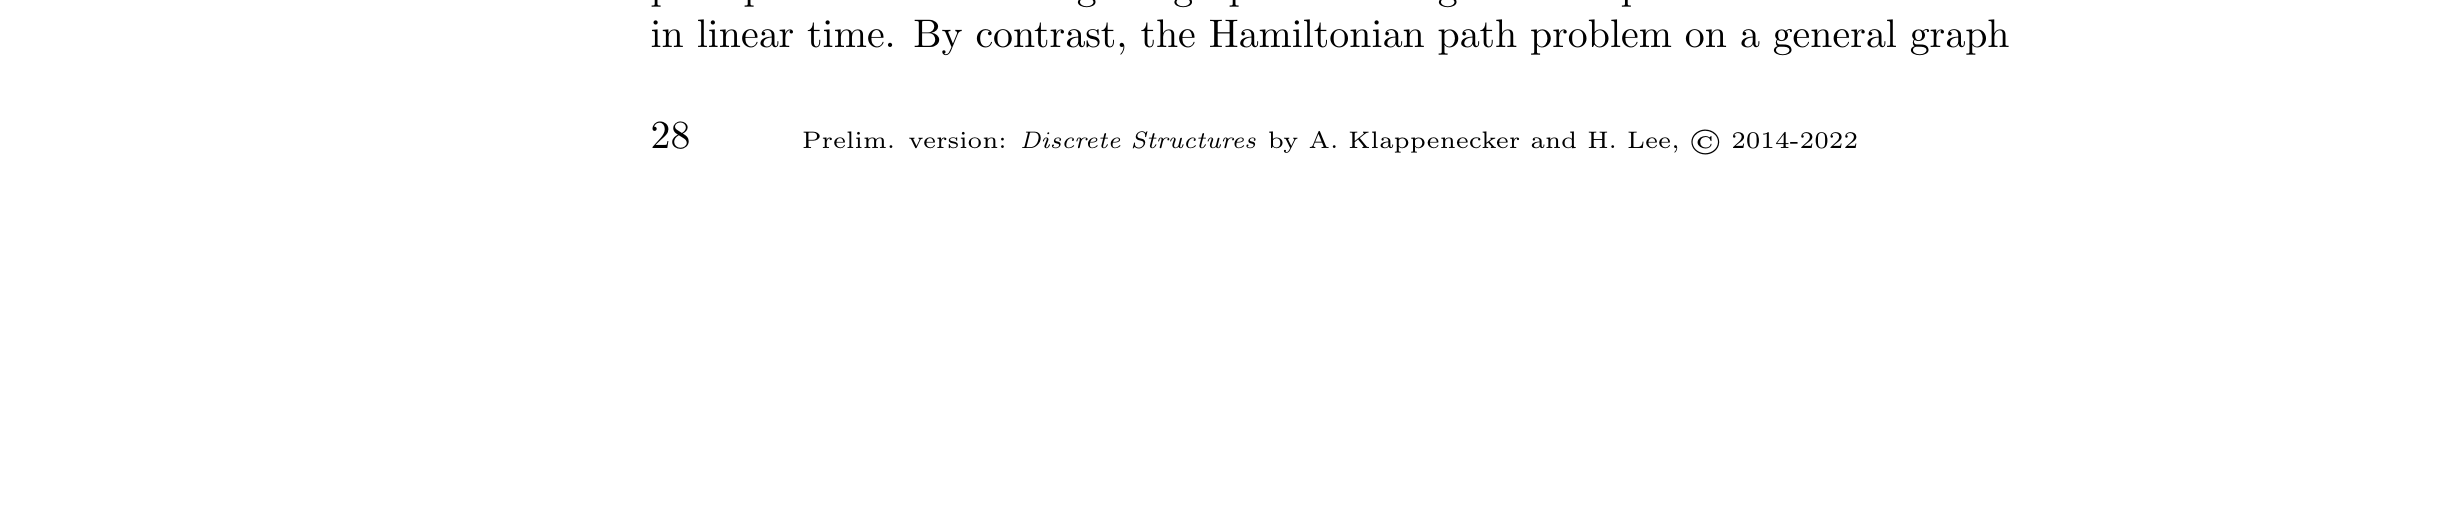 in linear time. By contrast, the Hamiltonian path problem on a general graph
28 Prelim. version: Discrete Structures by A. Klappenecker and H. Lee, © 2014-2022